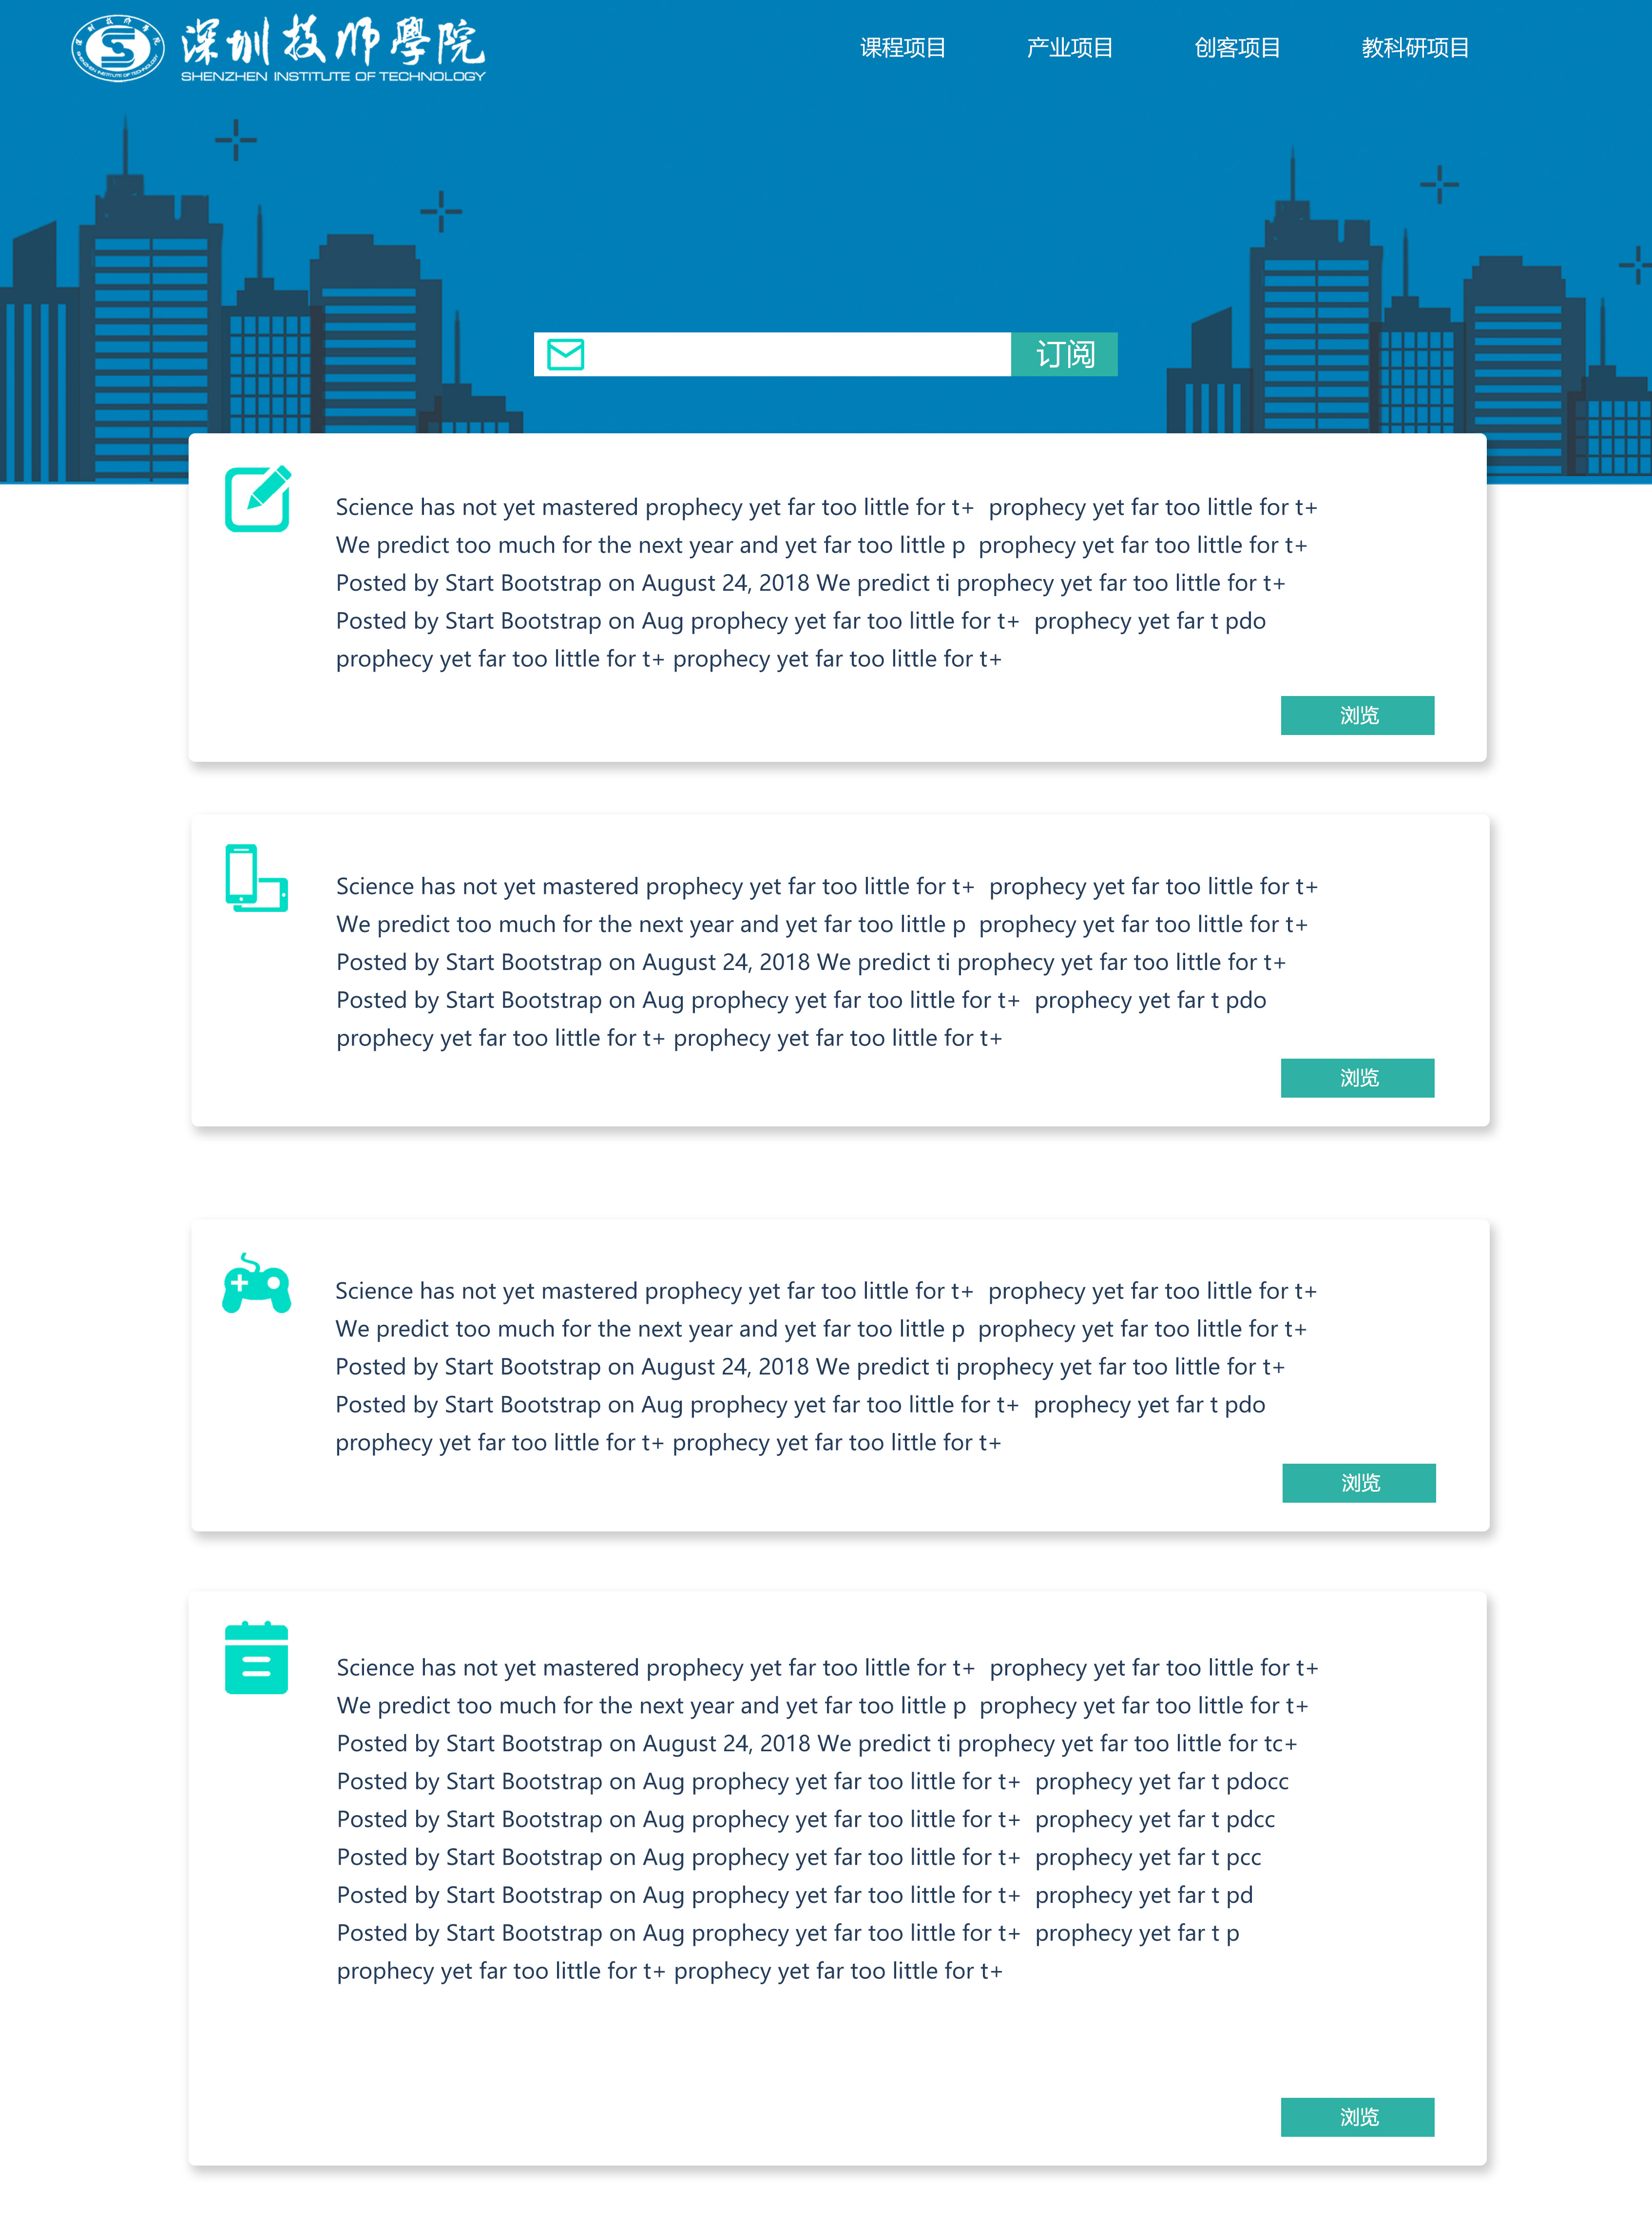 深圳技师學院
SHENZHEN INSTITUTE OF TECHNOLOGY
课程项目 产业项目 创客项目 教科研项目
订阅
Science has not yet mastered prophecy yet far too little for t+  prophecy yet far too little for t+
We predict too much for the next year and yet far too little p  prophecy yet far too little for t+
Posted by Start Bootstrap on August 24, 2018 We predict ti prophecy yet far too little for t+
Posted by Start Bootstrap on Aug prophecy yet far too little for t+  prophecy yet far t pdo
prophecy yet far too little for t+ prophecy yet far too little for t+
浏览
Science has not yet mastered prophecy yet far too little for t+  prophecy yet far too little for t+
We predict too much for the next year and yet far too little p  prophecy yet far too little for t+
Posted by Start Bootstrap on August 24, 2018 We predict ti prophecy yet far too little for t+
Posted by Start Bootstrap on Aug prophecy yet far too little for t+  prophecy yet far t pdo
prophecy yet far too little for t+ prophecy yet far too little for t+
浏览
Science has not yet mastered prophecy yet far too little for t+  prophecy yet far too little for t+
We predict too much for the next year and yet far too little p  prophecy yet far too little for t+
Posted by Start Bootstrap on August 24, 2018 We predict ti prophecy yet far too little for t+
Posted by Start Bootstrap on Aug prophecy yet far too little for t+  prophecy yet far t pdo
prophecy yet far too little for t+ prophecy yet far too little for t+
浏览
Science has not yet mastered prophecy yet far too little for t+  prophecy yet far too little for t+
We predict too much for the next year and yet far too little p  prophecy yet far too little for t+
Posted by Start Bootstrap on August 24, 2018 We predict ti prophecy yet far too little for tc+
Posted by Start Bootstrap on Aug prophecy yet far too little for t+  prophecy yet far t pdocc
Posted by Start Bootstrap on Aug prophecy yet far too little for t+  prophecy yet far t pdcc
Posted by Start Bootstrap on Aug prophecy yet far too little for t+  prophecy yet far t pcc
Posted by Start Bootstrap on Aug prophecy yet far too little for t+  prophecy yet far t pd
Posted by Start Bootstrap on Aug prophecy yet far too little for t+  prophecy yet far t p
prophecy yet far too little for t+ prophecy yet far too little for t+
浏览